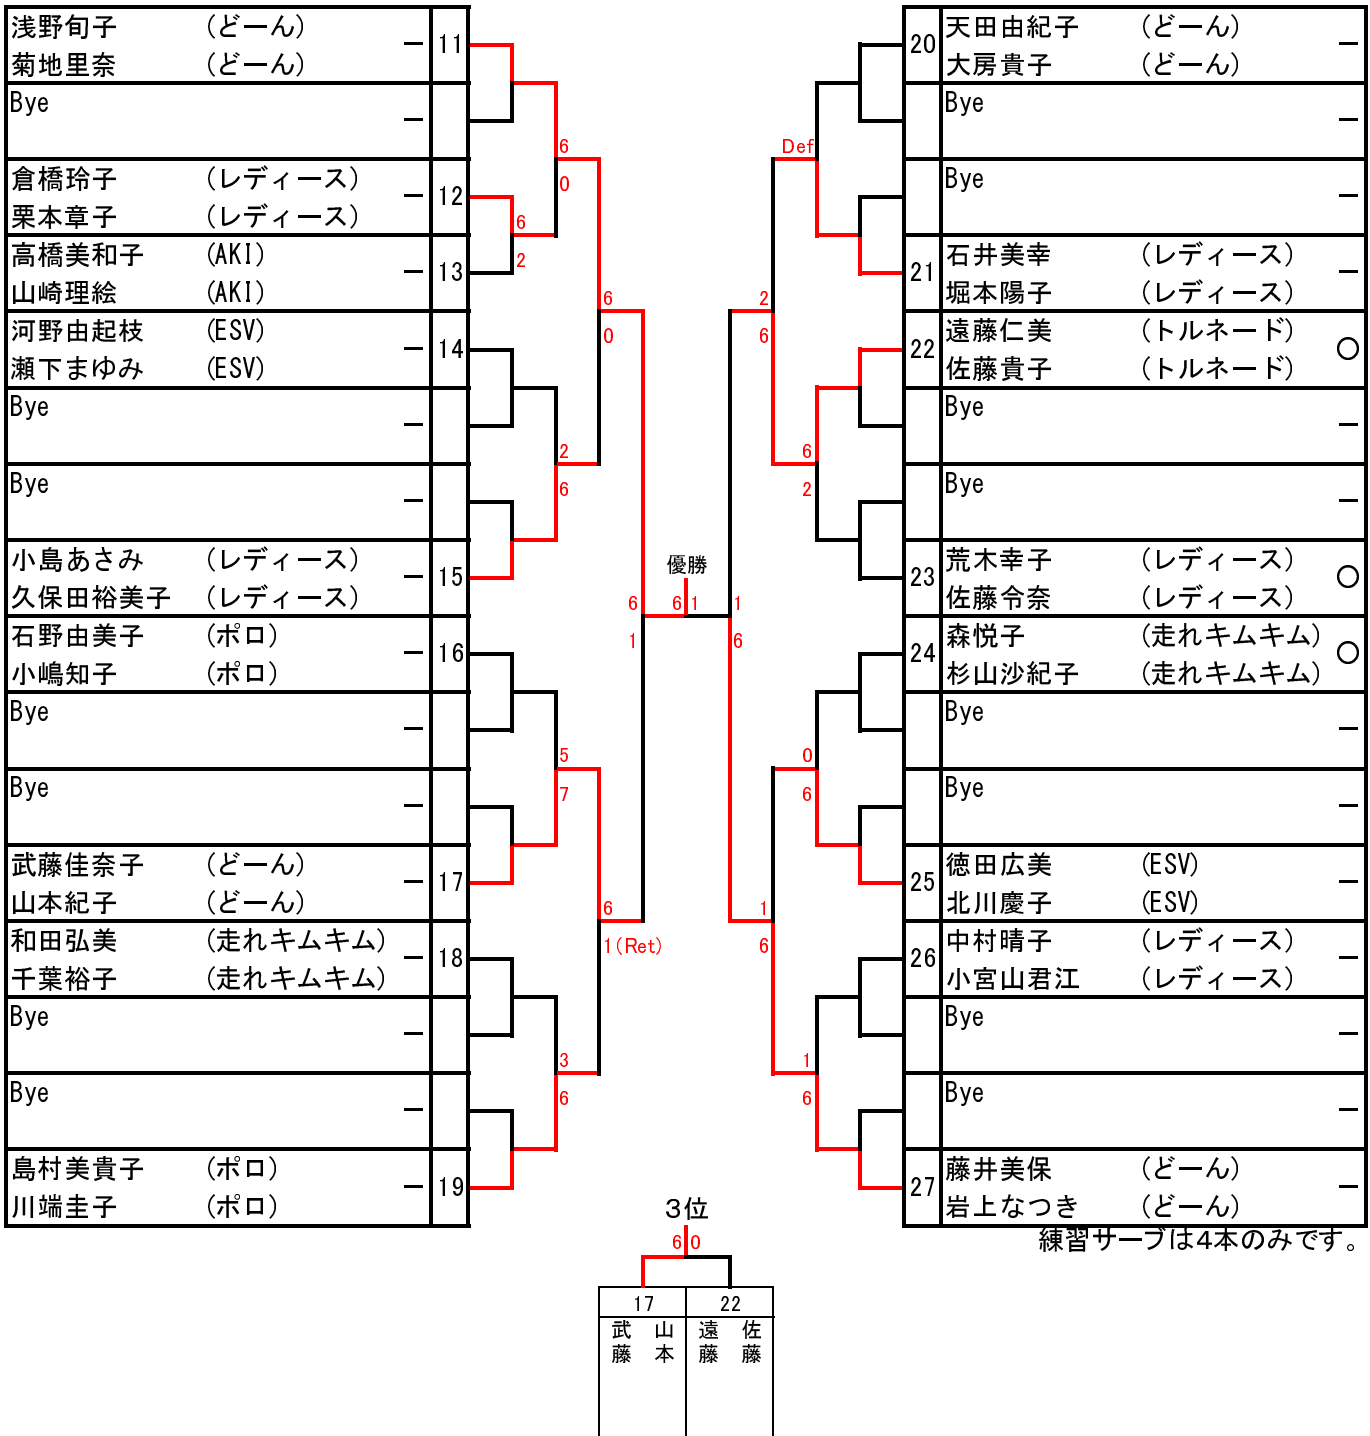 浅野旬子 (どーん)
菊地里奈 (どーん)
－ 11
Bye
－
倉橋玲子 (レディース)
栗本章子 (レディース)
－ 12
高橋美和子 (AKI)
山崎理絵 (AKI)
－ 13
河野由起枝 (ESV)
瀬下まゆみ (ESV)
14
Bye
－
Bye
－
小島あさみ (レディース)
久保田裕美子 (レディース)
－ 15
石野由美子 (ポロ)
小嶋知子 (ポロ)
－ 16
Bye
－
Bye
－
武藤佳奈子 (どーん)
山本紀子 (どーん)
－ 17
和田弘美 (走れキムキム)
千葉裕子 (走れキムキム)
－ 18
Bye
－
Bye
－
島村美貴子 (ポロ)
川端圭子 (ポロ)
－ 19
6
0
6
2
6
0
2
6
6
1
5
7
6
1(Ret)
3
6
優勝
6 1
Def
2
6
6
2
1
6
0
6
1
6
1
6
20 天田由紀子 (どーん)
大房貴子 (どーん)
－
Bye
－
Bye
－
21 石井美幸 (レディース)
堀本陽子 (レディース)
－
22 遠藤仁美 (トルネード)
佐藤貴子 (トルネード)
○
Bye
－
Bye
－
23 荒木幸子 (レディース)
佐藤令奈 (レディース)
○
24 森悦子 (走れキムキム)
杉山沙紀子 (走れキムキム)
○
Bye
－
Bye
－
25 徳田広美 (ESV)
北川慶子 (ESV)
－
26 中村晴子 (レディース)
小宮山君江 (レディース)
－
Bye
－
Bye
－
27 藤井美保 (どーん)
岩上なつき (どーん)
－
練習サーブは4本のみです。
3位
6 0
17 22
武藤 山本 遠藤 佐藤